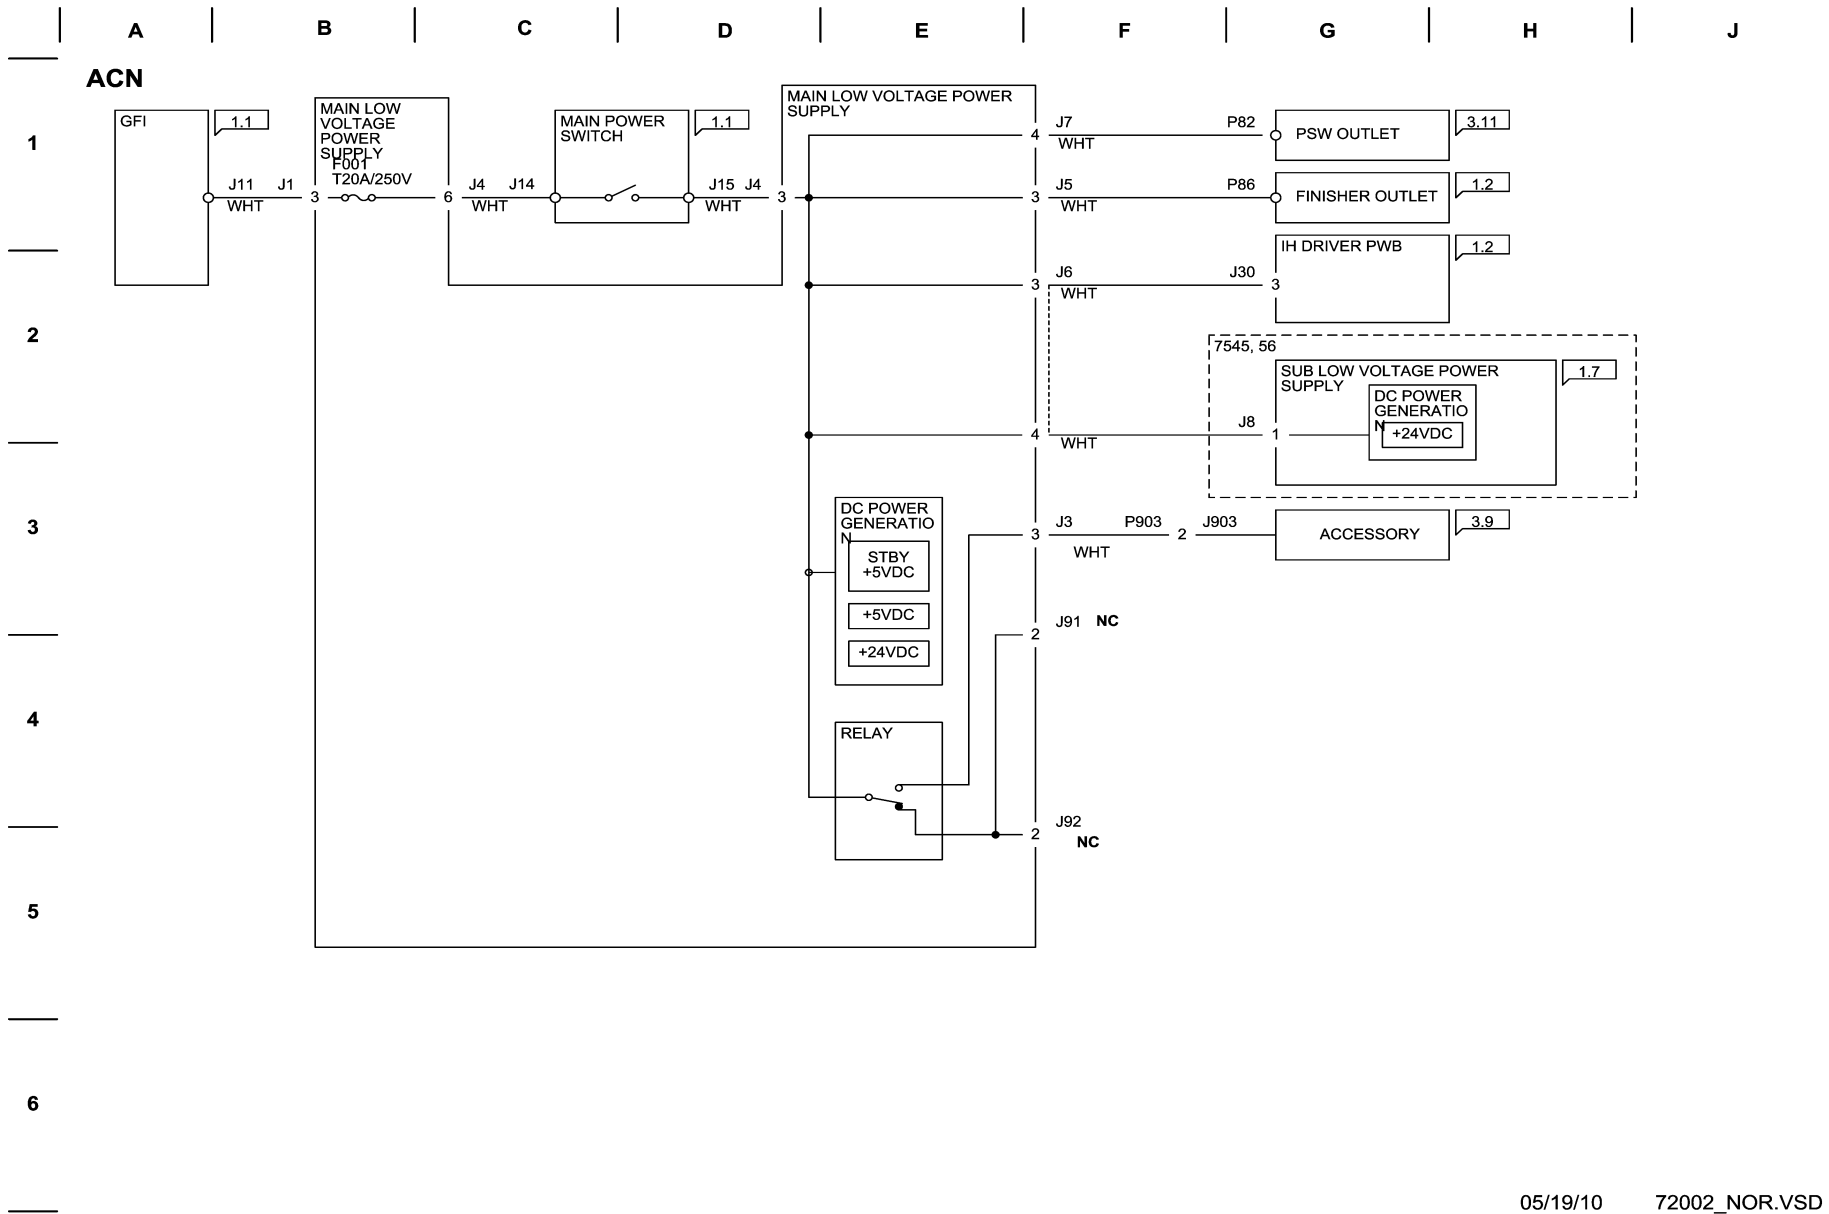 A B C D E F G H J
ACN
1
GFI
1.1
MAIN LOW
VOLTAGE
POWER
SUPPLY
F001
T20A/250V
MAIN POWER
SWITCH
1.1
MAIN LOW VOLTAGE POWER
SUPPLY
J11 J1
WHT
3
6
J4 J14
WHT
J15 J4
WHT
3
4
J7
WHT
P82
PSW OUTLET
3.11
3
J5
WHT
P86
FINISHER OUTLET
1.2
IH DRIVER PWB
1.2
3
J6
WHT
J30
3
2
7545, 56
SUB LOW VOLTAGE POWER
SUPPLY
1.7
DC POWER
GENERATIO
N
+24VDC
4
WHT
J8
1
3
DC POWER
GENERATIO
N
STBY
+5VDC
+5VDC
+24VDC
3
J3
WHT
P903
2
J903
ACCESSORY
3.9
2
J91 NC
4
RELAY
2
J92
NC
5
6
05/19/10 72002_NOR.VSD